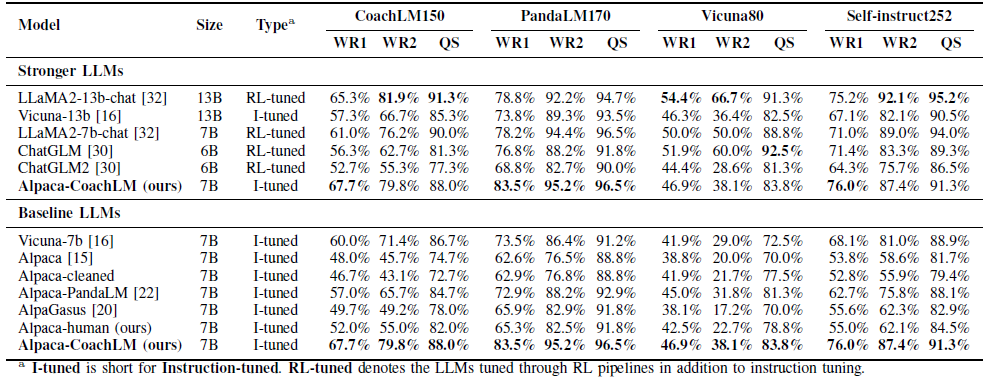 Model Size Typeᵃ CoachLM150 PandaLM170 Vicuna80 Self-instruct252
WR1 WR2 QS WR1 WR2 QS WR1 WR2 QS WR1 WR2 QS
Stronger LLMs
LLaMA2-13b-chat [32] 13B RL-tuned 65.3% 81.9% 91.3% 78.8% 92.2% 94.7% 54.4% 66.7% 91.3% 75.2% 92.1% 95.2%
Vicuna-13b [16] 13B I-tuned 57.3% 66.7% 85.3% 73.8% 89.3% 93.5% 46.3% 36.4% 82.5% 67.1% 82.1% 90.5%
LLaMA2-7b-chat [32] 7B RL-tuned 61.0% 76.2% 90.0% 78.2% 94.4% 96.5% 50.0% 50.0% 88.8% 71.0% 89.0% 94.0%
ChatGLM [30] 6B RL-tuned 56.3% 62.7% 81.3% 76.8% 88.2% 91.8% 51.9% 60.0% 92.5% 71.4% 83.3% 89.3%
ChatGLM2 [30] 6B RL-tuned 52.7% 55.3% 77.3% 68.8% 82.7% 90.0% 44.4% 28.6% 81.3% 64.3% 75.7% 86.5%
Alpaca-CoachLM (ours) 7B I-tuned 67.7% 79.8% 88.0% 83.5% 95.2% 96.5% 46.9% 38.1% 83.8% 76.0% 87.4% 91.3%
Baseline LLMs
Vicuna-7b [16] 7B I-tuned 60.0% 71.4% 86.7% 73.5% 86.4% 91.2% 41.9% 29.0% 72.5% 68.1% 81.0% 88.9%
Alpaca [15] 7B I-tuned 48.0% 45.7% 74.7% 62.6% 76.5% 88.8% 38.8% 20.0% 70.0% 53.8% 58.6% 81.7%
Alpaca-cleaned 7B I-tuned 46.7% 43.1% 72.7% 62.9% 76.8% 88.8% 41.9% 21.7% 77.5% 52.8% 55.9% 79.4%
Alpaca-PandaLM [22] 7B I-tuned 57.0% 65.7% 84.7% 72.9% 88.2% 92.9% 45.0% 31.8% 81.3% 62.7% 75.8% 88.1%
AlpaGasus [20] 7B I-tuned 49.7% 49.2% 78.0% 65.9% 82.9% 91.8% 38.1% 17.2% 70.0% 55.6% 62.3% 82.9%
Alpaca-human (ours) 7B I-tuned 52.0% 55.0% 82.0% 65.3% 82.5% 91.8% 42.5% 22.7% 78.8% 55.0% 62.1% 84.5%
Alpaca-CoachLM (ours) 7B I-tuned 67.7% 79.8% 88.0% 83.5% 95.2% 96.5% 46.9% 38.1% 83.8% 76.0% 87.4% 91.3%
ᵃ I-tuned is short for Instruction-tuned. RL-tuned denotes the LLMs tuned through RL pipelines in addition to instruction tuning.